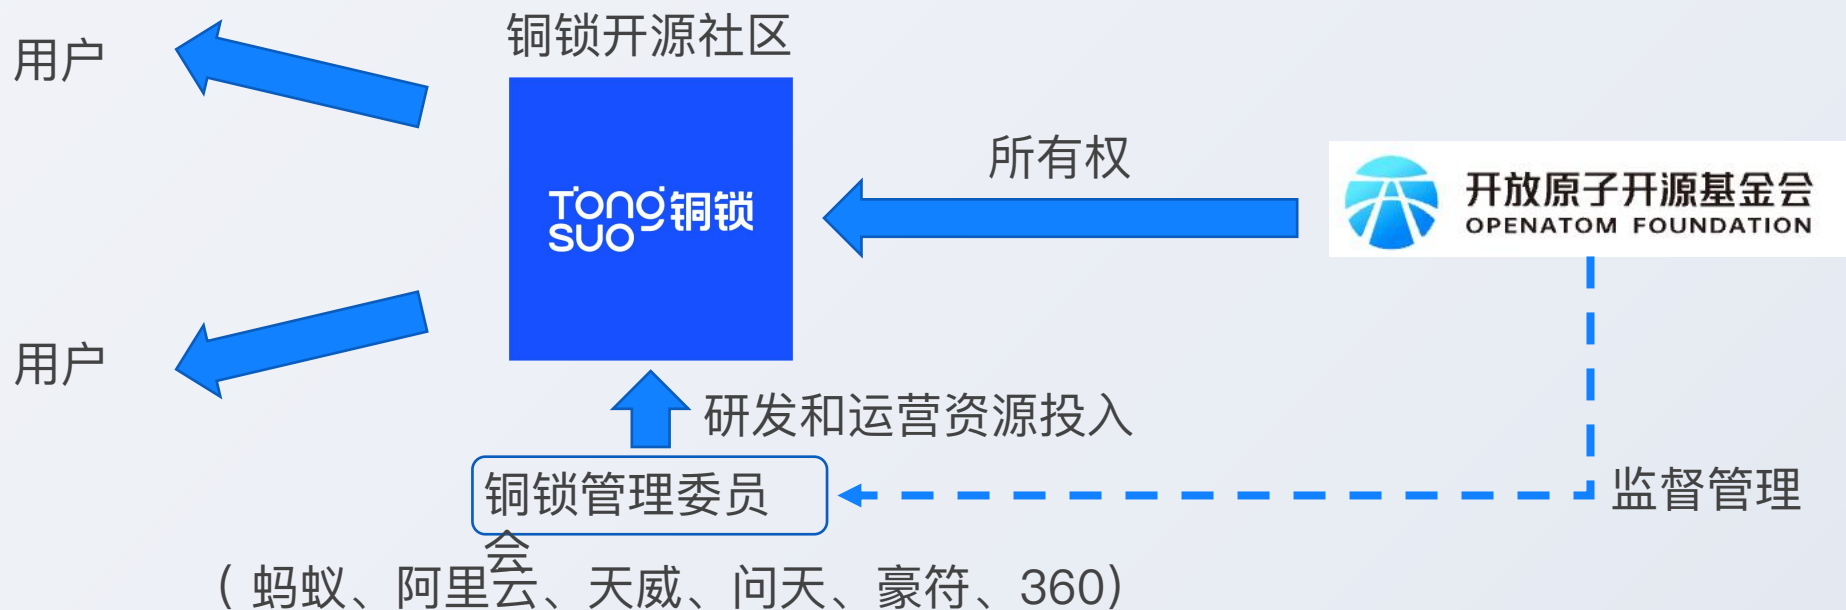 用户
铜锁开源社区
所有权
TONG SUO 铜锁
开放原子开源基金会
OPENATOM FOUNDATION
用户
研发和运营资源投入
铜锁管理委员
会
监督管理
（蚂蚁、阿里云、天威、问天、豪符、360）